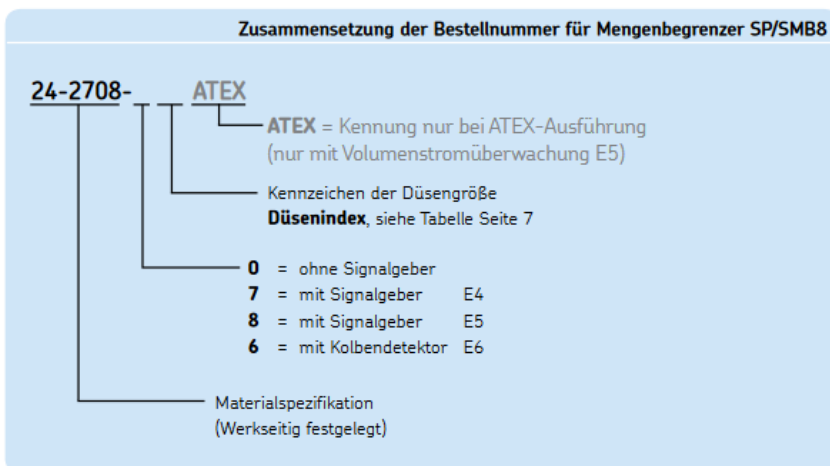 Zusammensetzung der Bestellnummer für Mengenbegrenzer SP/SMB8
24-2708-_ _ ATEX
ATEX = Kennung nur bei ATEX-Ausführung
(nur mit Volumenstromüberwachung E5)
Kennzeichen der Düsengröße
Düsenindex, siehe Tabelle Seite 7
0 = ohne Signalgeber
7 = mit Signalgeber E4
8 = mit Signalgeber E5
6 = mit Kolbendetektor E6
Materialspezifikation
(Werkseitig festgelegt)